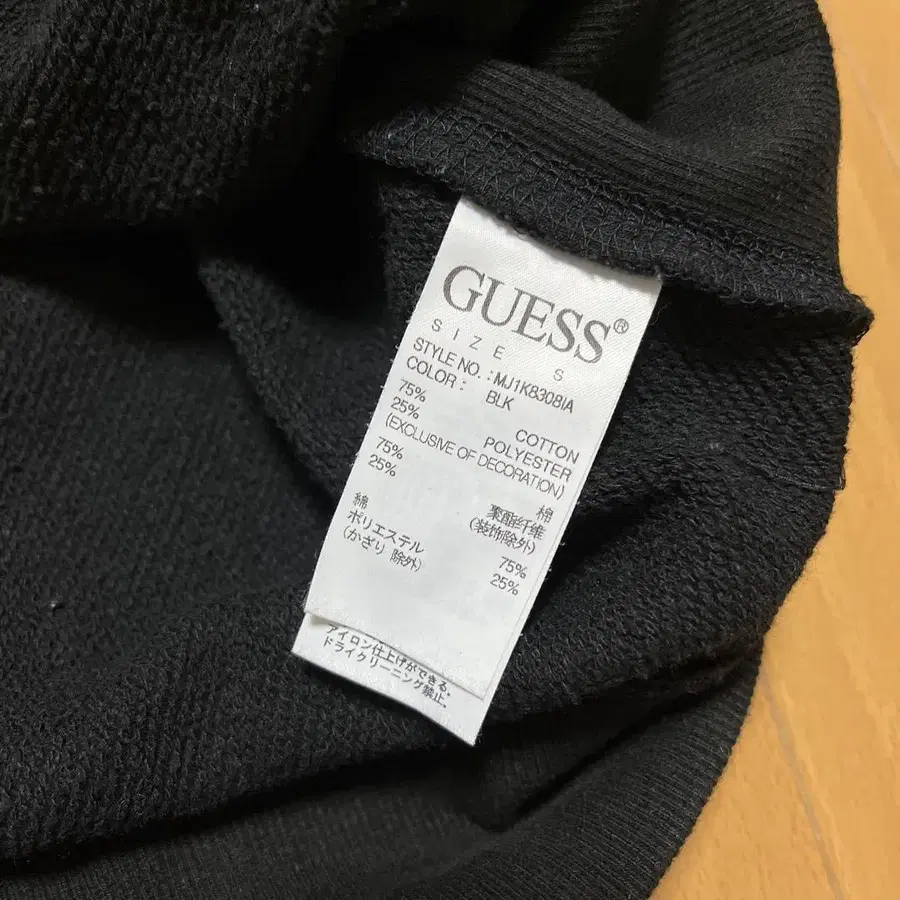 GUESS®
SIZE S
STYLE NO. : MJ1K8308IA
COLOR : BLK
75% COTTON
25% POLYESTER
(EXCLUSIVE OF DECORATION)
75% 棉
25% 聚酯纤维
(装饰除外)
綿 75%
ポリエステル 25%
(かざり 除外)
アイロン仕上げができる。
ドライクリーニング禁止。